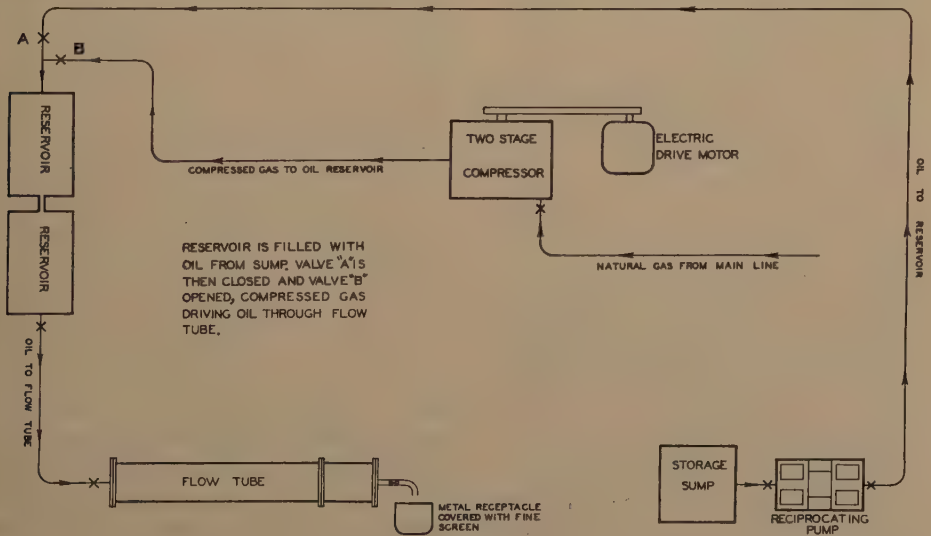 A
B
RESERVOIR
RESERVOIR
TWO STAGE
COMPRESSOR
ELECTRIC
DRIVE MOTOR
COMPRESSED GAS TO OIL RESERVOIR
OIL TO RESERVOIR
NATURAL GAS FROM MAIN LINE
RESERVOIR IS FILLED WITH
OIL FROM SUMP. VALVE "A" IS
THEN CLOSED AND VALVE "B"
OPENED, COMPRESSED GAS
DRIVING OIL THROUGH FLOW
TUBE.
OIL TO FLOW TUBE
FLOW TUBE
METAL RECEPTACLE
COVERED WITH FINE
SCREEN
STORAGE
SUMP
RECIPROCATING
PUMP